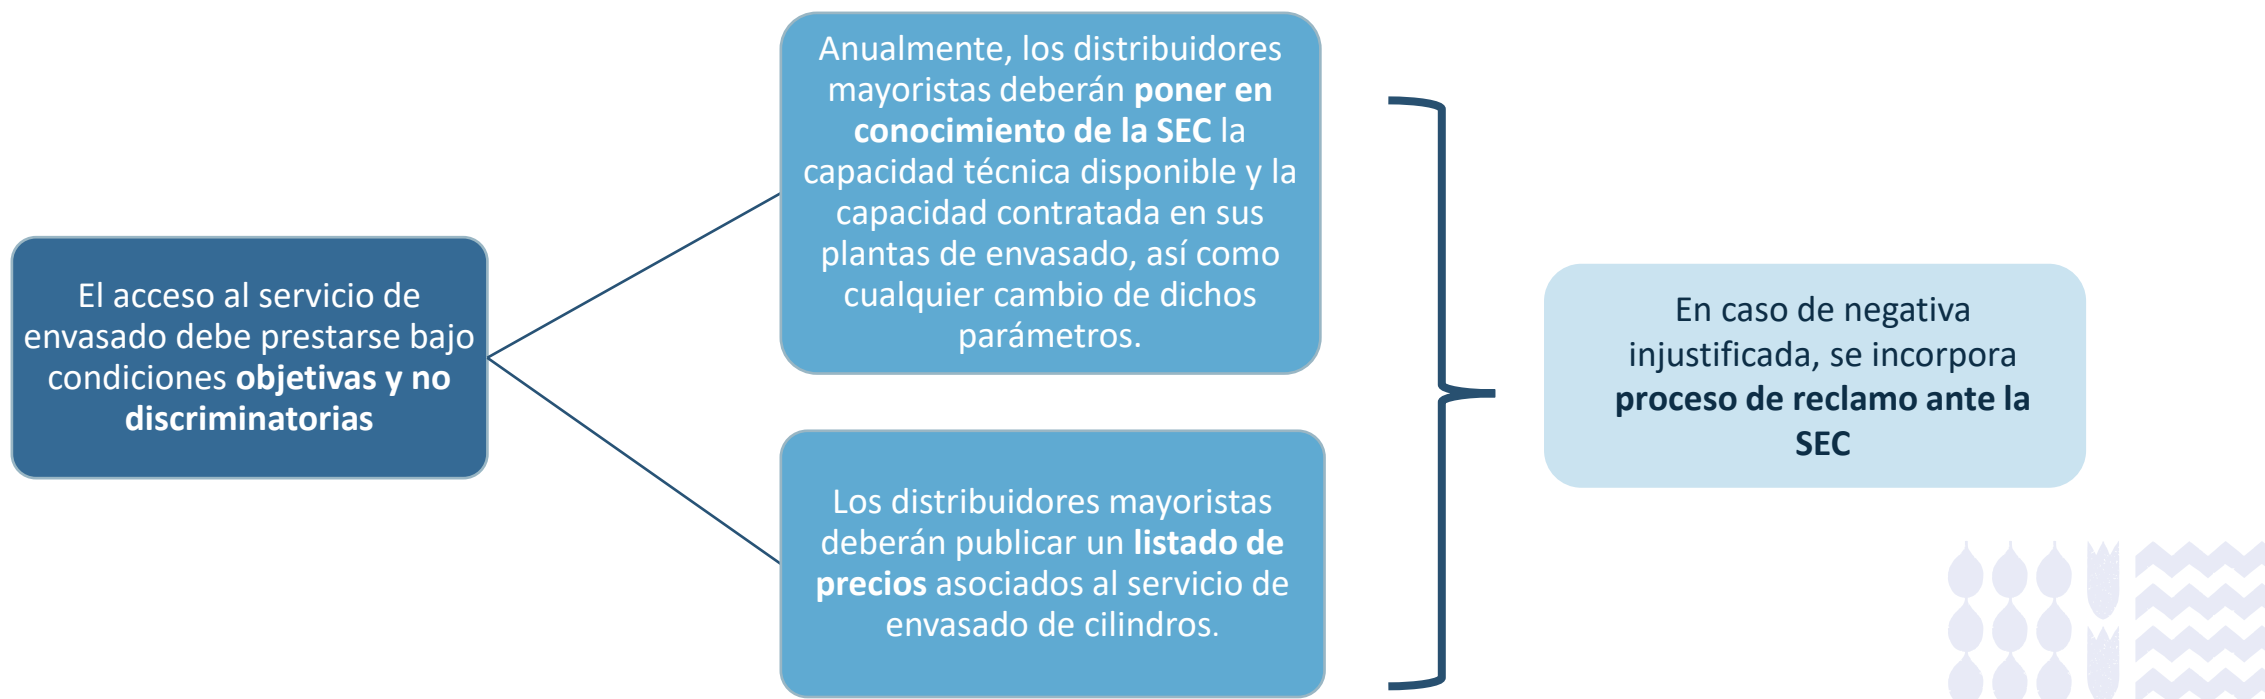 El acceso al servicio de
envasado debe prestarse bajo
condiciones objetivas y no
discriminatorias
Anualmente, los distribuidores
mayoristas deberán poner en
conocimiento de la SEC la
capacidad técnica disponible y la
capacidad contratada en sus
plantas de envasado, así como
cualquier cambio de dichos
parámetros.
Los distribuidores mayoristas
deberán publicar un listado de
precios asociados al servicio de
envasado de cilindros.
En caso de negativa
injustificada, se incorpora
proceso de reclamo ante la
SEC